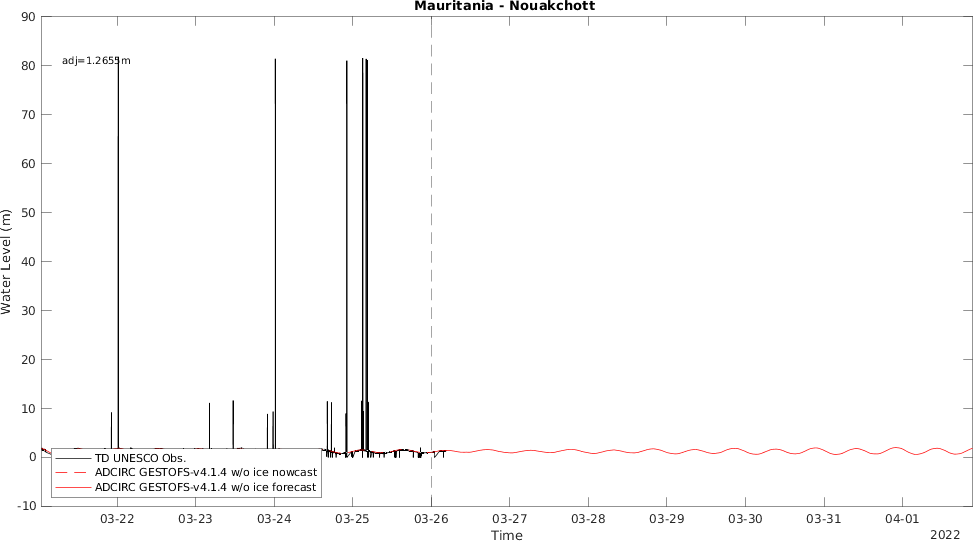 Mauritania - Nouakchott
90
80
70
60
50
40
30
20
10
0
-10
Water Level (m)
adj=1.2655m
TD UNESCO Obs.
ADCIRC GESTOFS-v4.1.4 w/o ice nowcast
ADCIRC GESTOFS-v4.1.4 w/o ice forecast
03-22 03-23 03-24 03-25 03-26 03-27 03-28 03-29 03-30 03-31 04-01
Time
2022